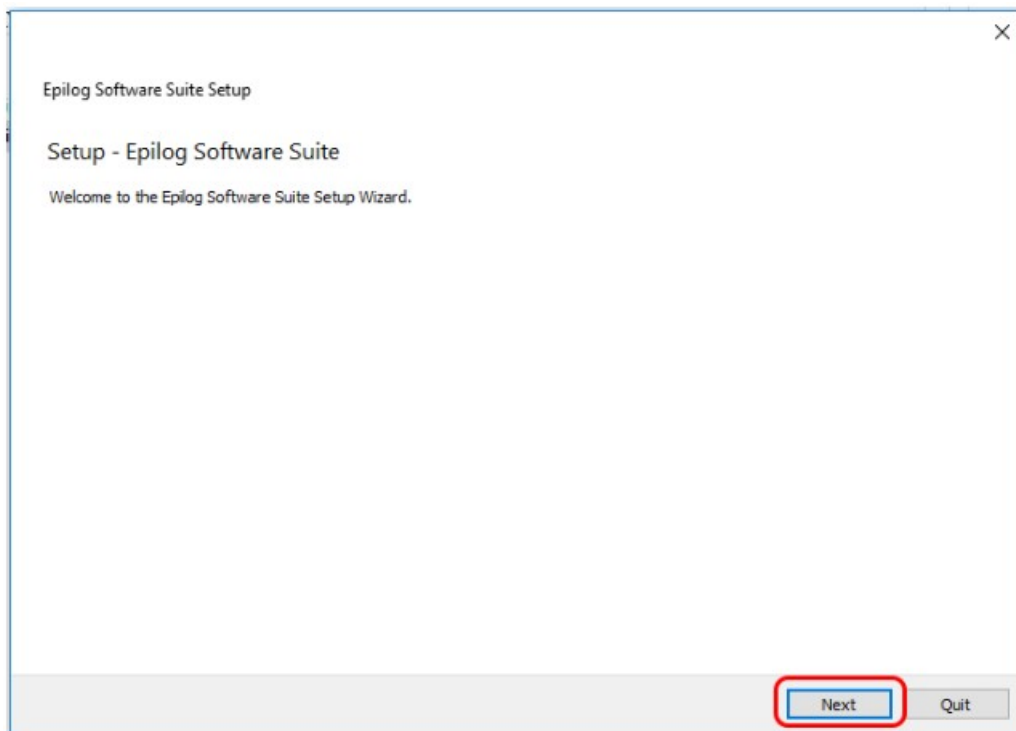 Epilog Software Suite Setup
Setup - Epilog Software Suite
Welcome to the Epilog Software Suite Setup Wizard.
Next Quit